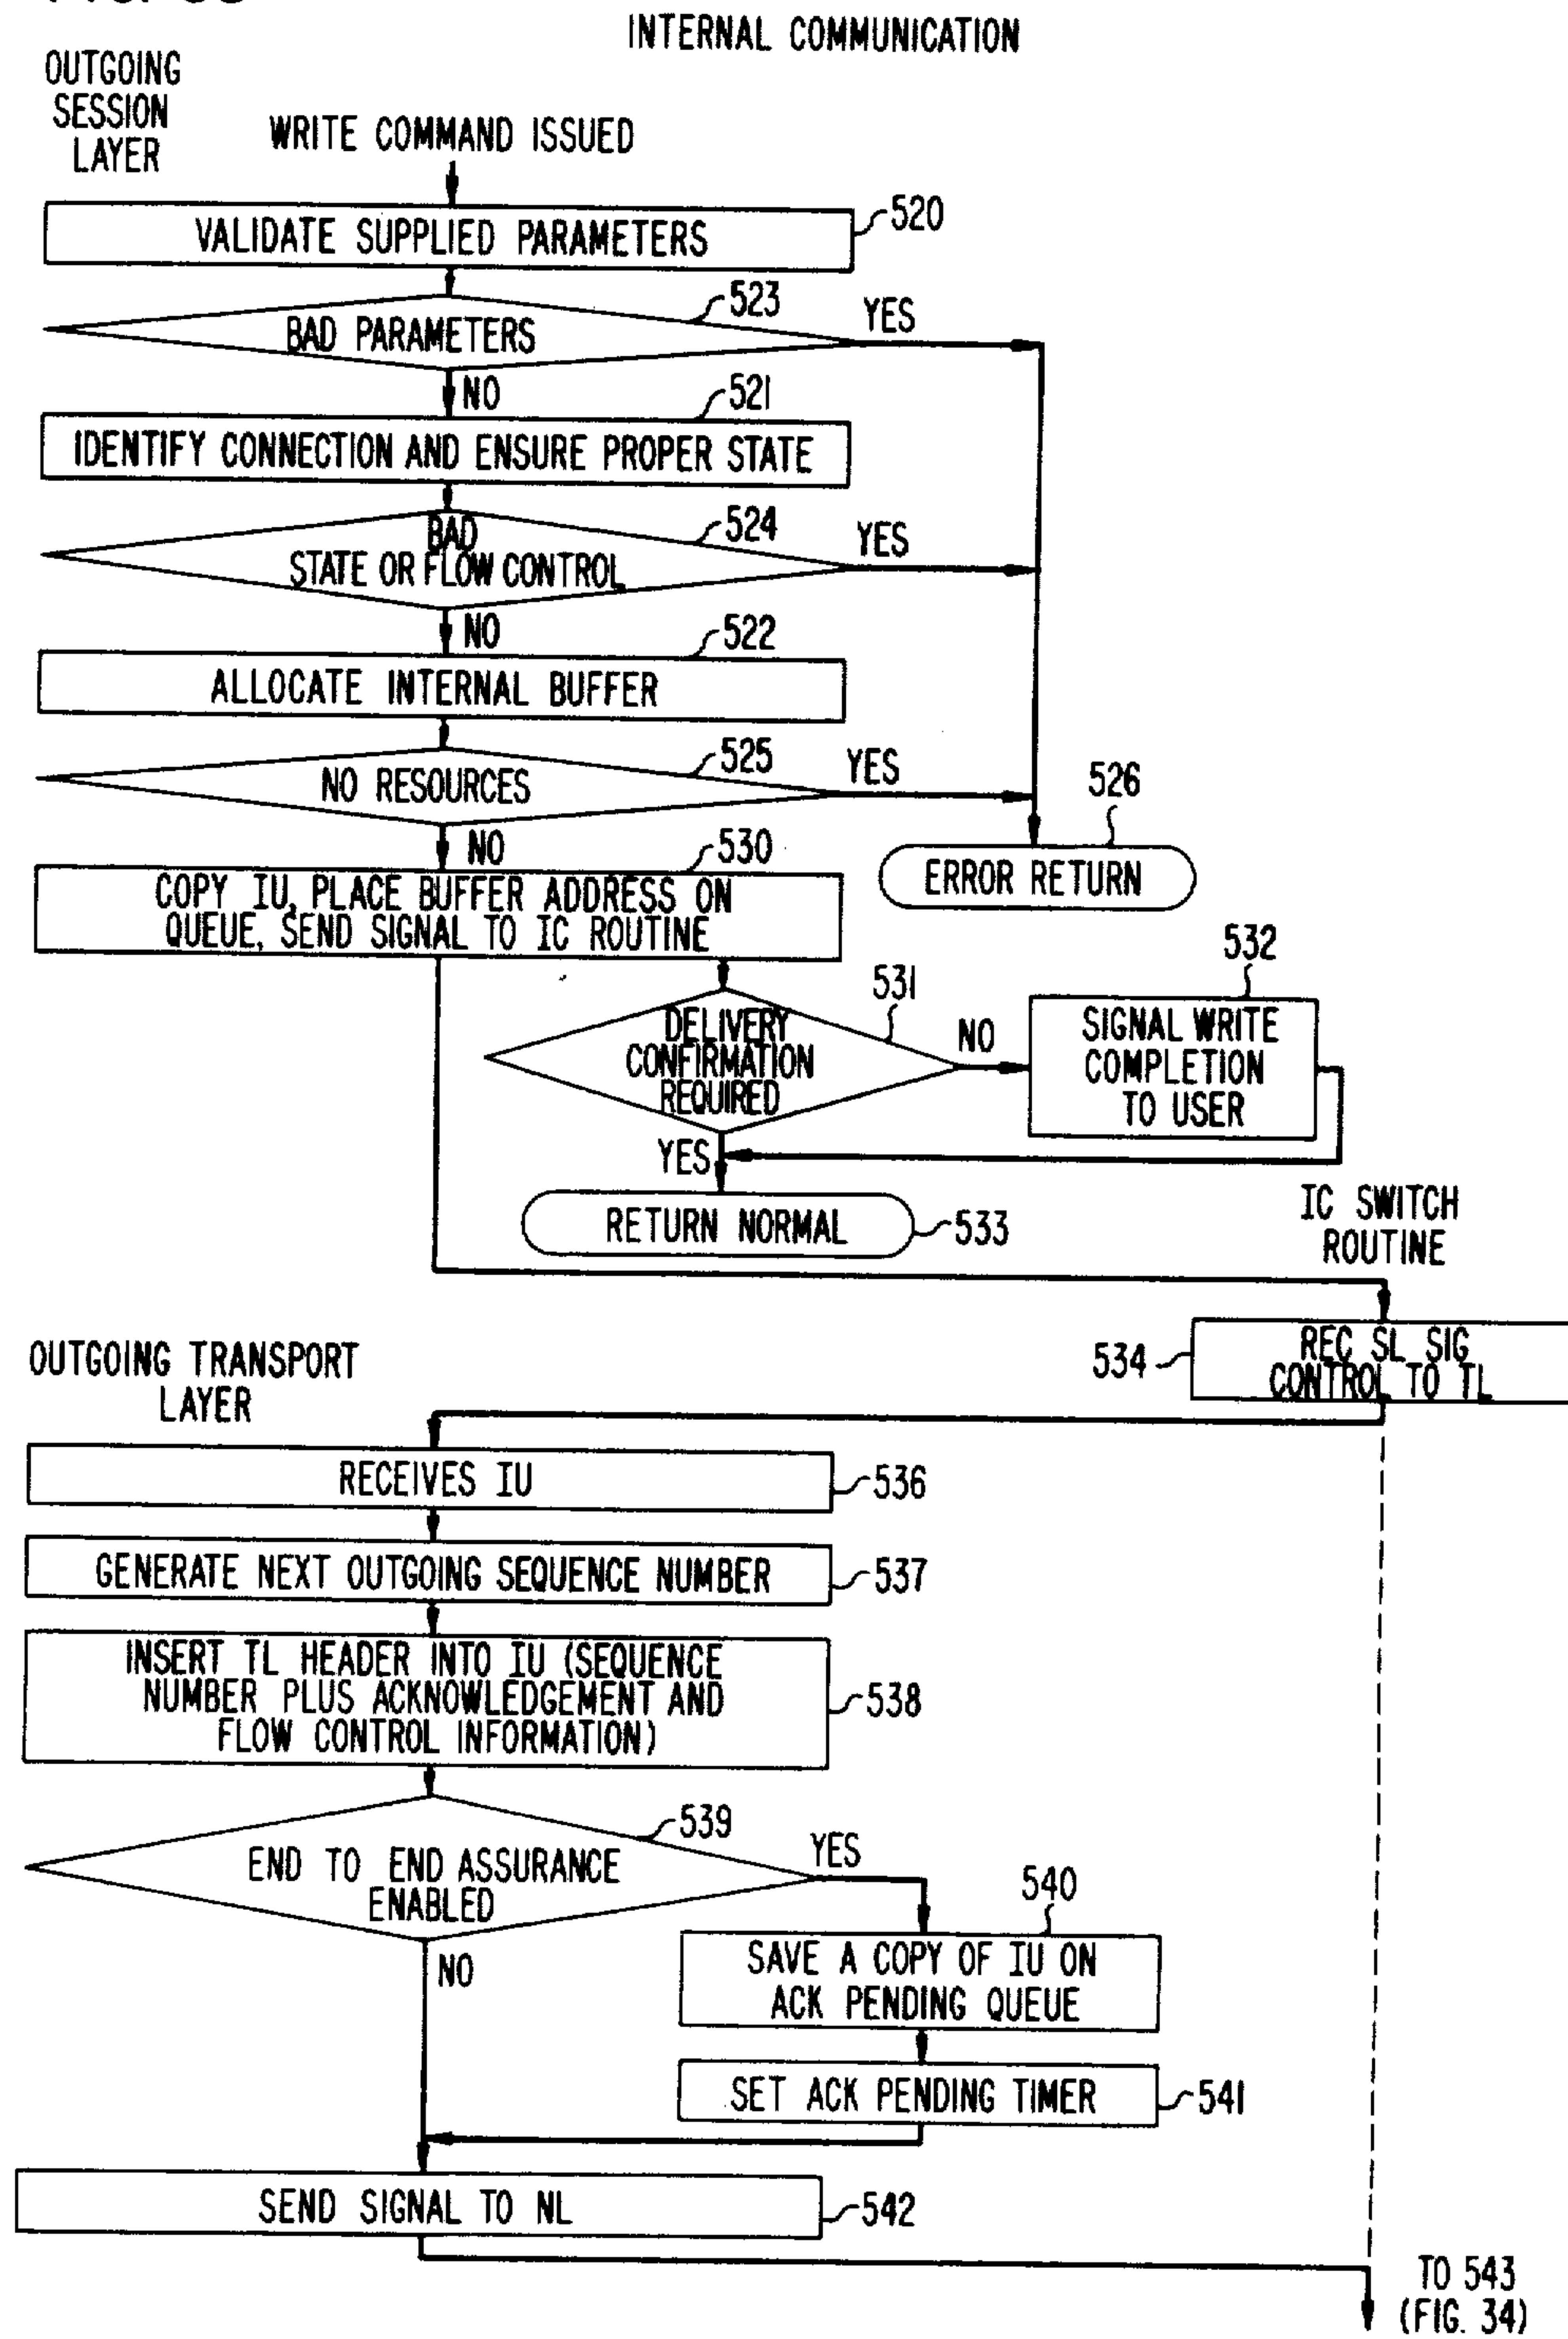 INTERNAL COMMUNICATION
OUTGOING
SESSION
LAYER
WRITE COMMAND ISSUED
VALIDATE SUPPLIED PARAMETERS
520
BAD PARAMETERS
523
YES
NO
521
IDENTIFY CONNECTION AND ENSURE PROPER STATE
BAD
STATE OR FLOW CONTROL
524
YES
NO
522
ALLOCATE INTERNAL BUFFER
NO RESOURCES
525
YES
526
ERROR RETURN
NO
530
COPY IU, PLACE BUFFER ADDRESS ON
QUEUE, SEND SIGNAL TO IC ROUTINE
531
DELIVERY
CONFIRMATION
REQUIRED
NO
532
SIGNAL WRITE
COMPLETION
TO USER
YES
RETURN NORMAL
533
IC SWITCH
ROUTINE
534
REC SL SIG
CONTROL TO TL
OUTGOING TRANSPORT
LAYER
RECEIVES IU
536
GENERATE NEXT OUTGOING SEQUENCE NUMBER
537
INSERT TL HEADER INTO IU (SEQUENCE
NUMBER PLUS ACKNOWLEDGEMENT AND
FLOW CONTROL INFORMATION)
538
539
END TO END ASSURANCE
ENABLED
YES
540
NO
SAVE A COPY OF IU ON
ACK PENDING QUEUE
SET ACK PENDING TIMER
541
SEND SIGNAL TO NL
542
TO 543
(FIG. 34)